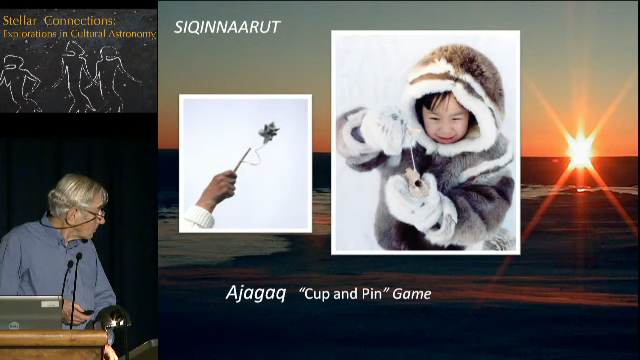 Stellar Connections:
Explorations in Cultural Astronomy
SIQINNAARUT
Ajagaq "Cup and Pin" Game